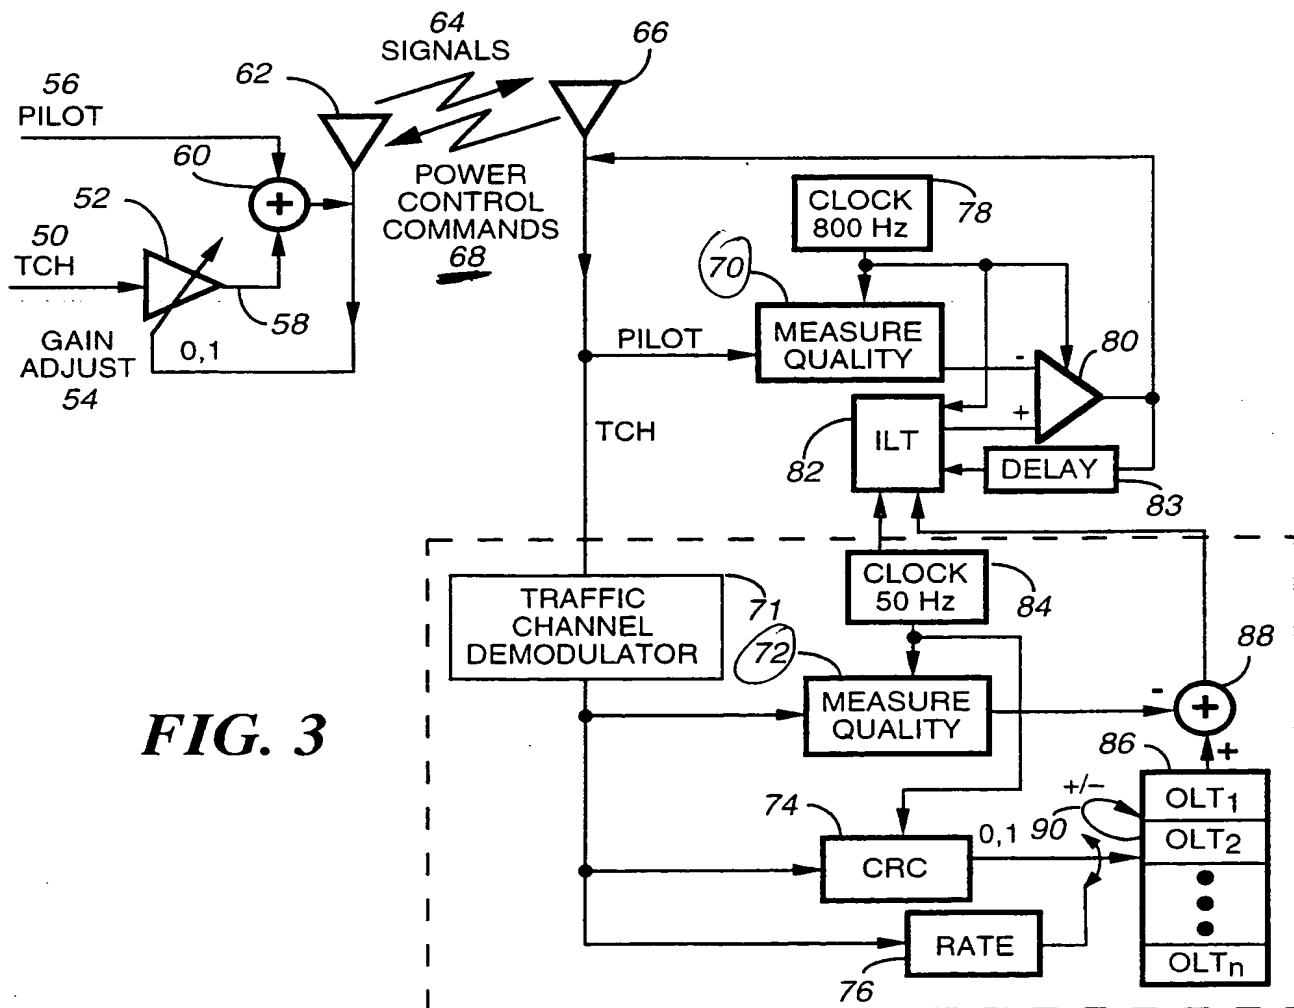 64
SIGNALS
66
62
56
PILOT
60
52
50
TCH
58
GAIN
ADJUST
54
0,1
POWER
CONTROL
COMMANDS
68
CLOCK
800 Hz
78
70
MEASURE
QUALITY
PILOT
-
+
80
TCH
ILT
82
DELAY
83
CLOCK
50 Hz
84
TRAFFIC
CHANNEL
DEMODULATOR
71
72
MEASURE
QUALITY
-
+
88
+
86
FIG. 3
74
CRC
0,1
90
+/-
OLT1
OLT2
OLTn
RATE
76
+